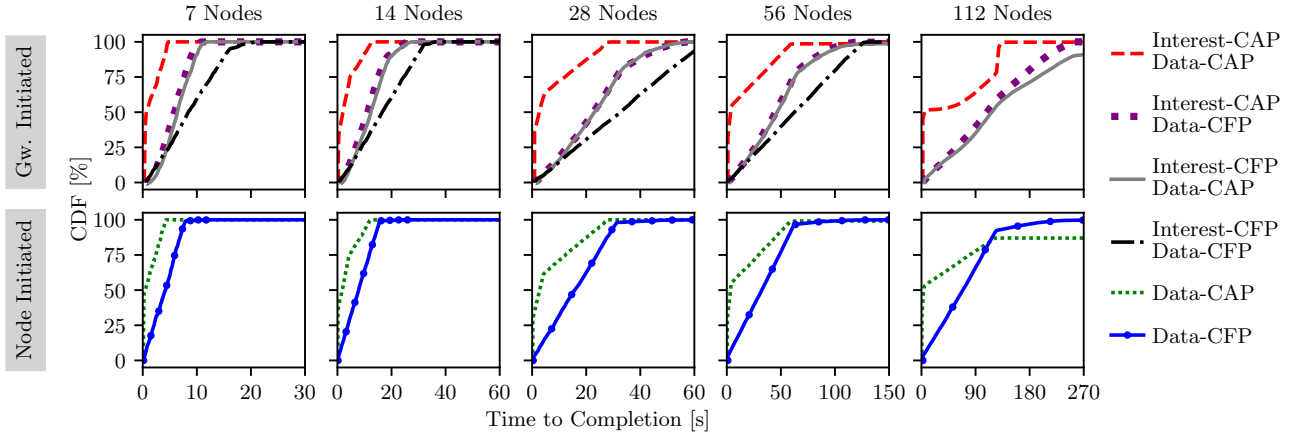 7 Nodes
14 Nodes
28 Nodes
56 Nodes
112 Nodes
Gw. Initiated
Node Initiated
CDF [%]
100
75
50
25
0
100
75
50
25
0
0 10 20 30
0 20 40 60
0 20 40 60
0 50 100 150
0 90 180 270
Time to Completion [s]
Interest-CAP
Data-CAP
Interest-CAP
Data-CFP
Interest-CFP
Data-CAP
Interest-CFP
Data-CFP
Data-CAP
Data-CFP